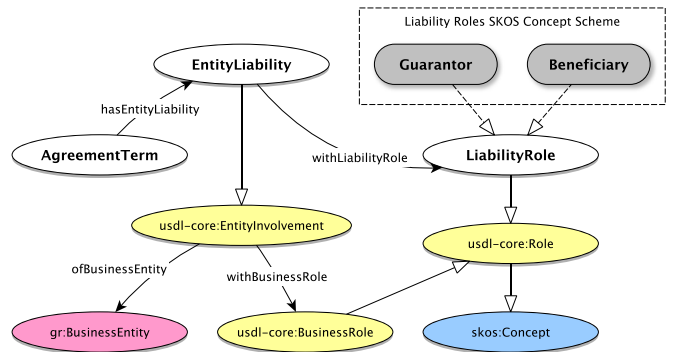 Liability Roles SKOS Concept Scheme
EntityLiability
Guarantor
Beneficiary
hasEntityLiability
AgreementTerm
withLiabilityRole
LiabilityRole
usdl-core:EntityInvolvement
usdl-core:Role
ofBusinessEntity
withBusinessRole
gr:BusinessEntity
usdl-core:BusinessRole
skos:Concept